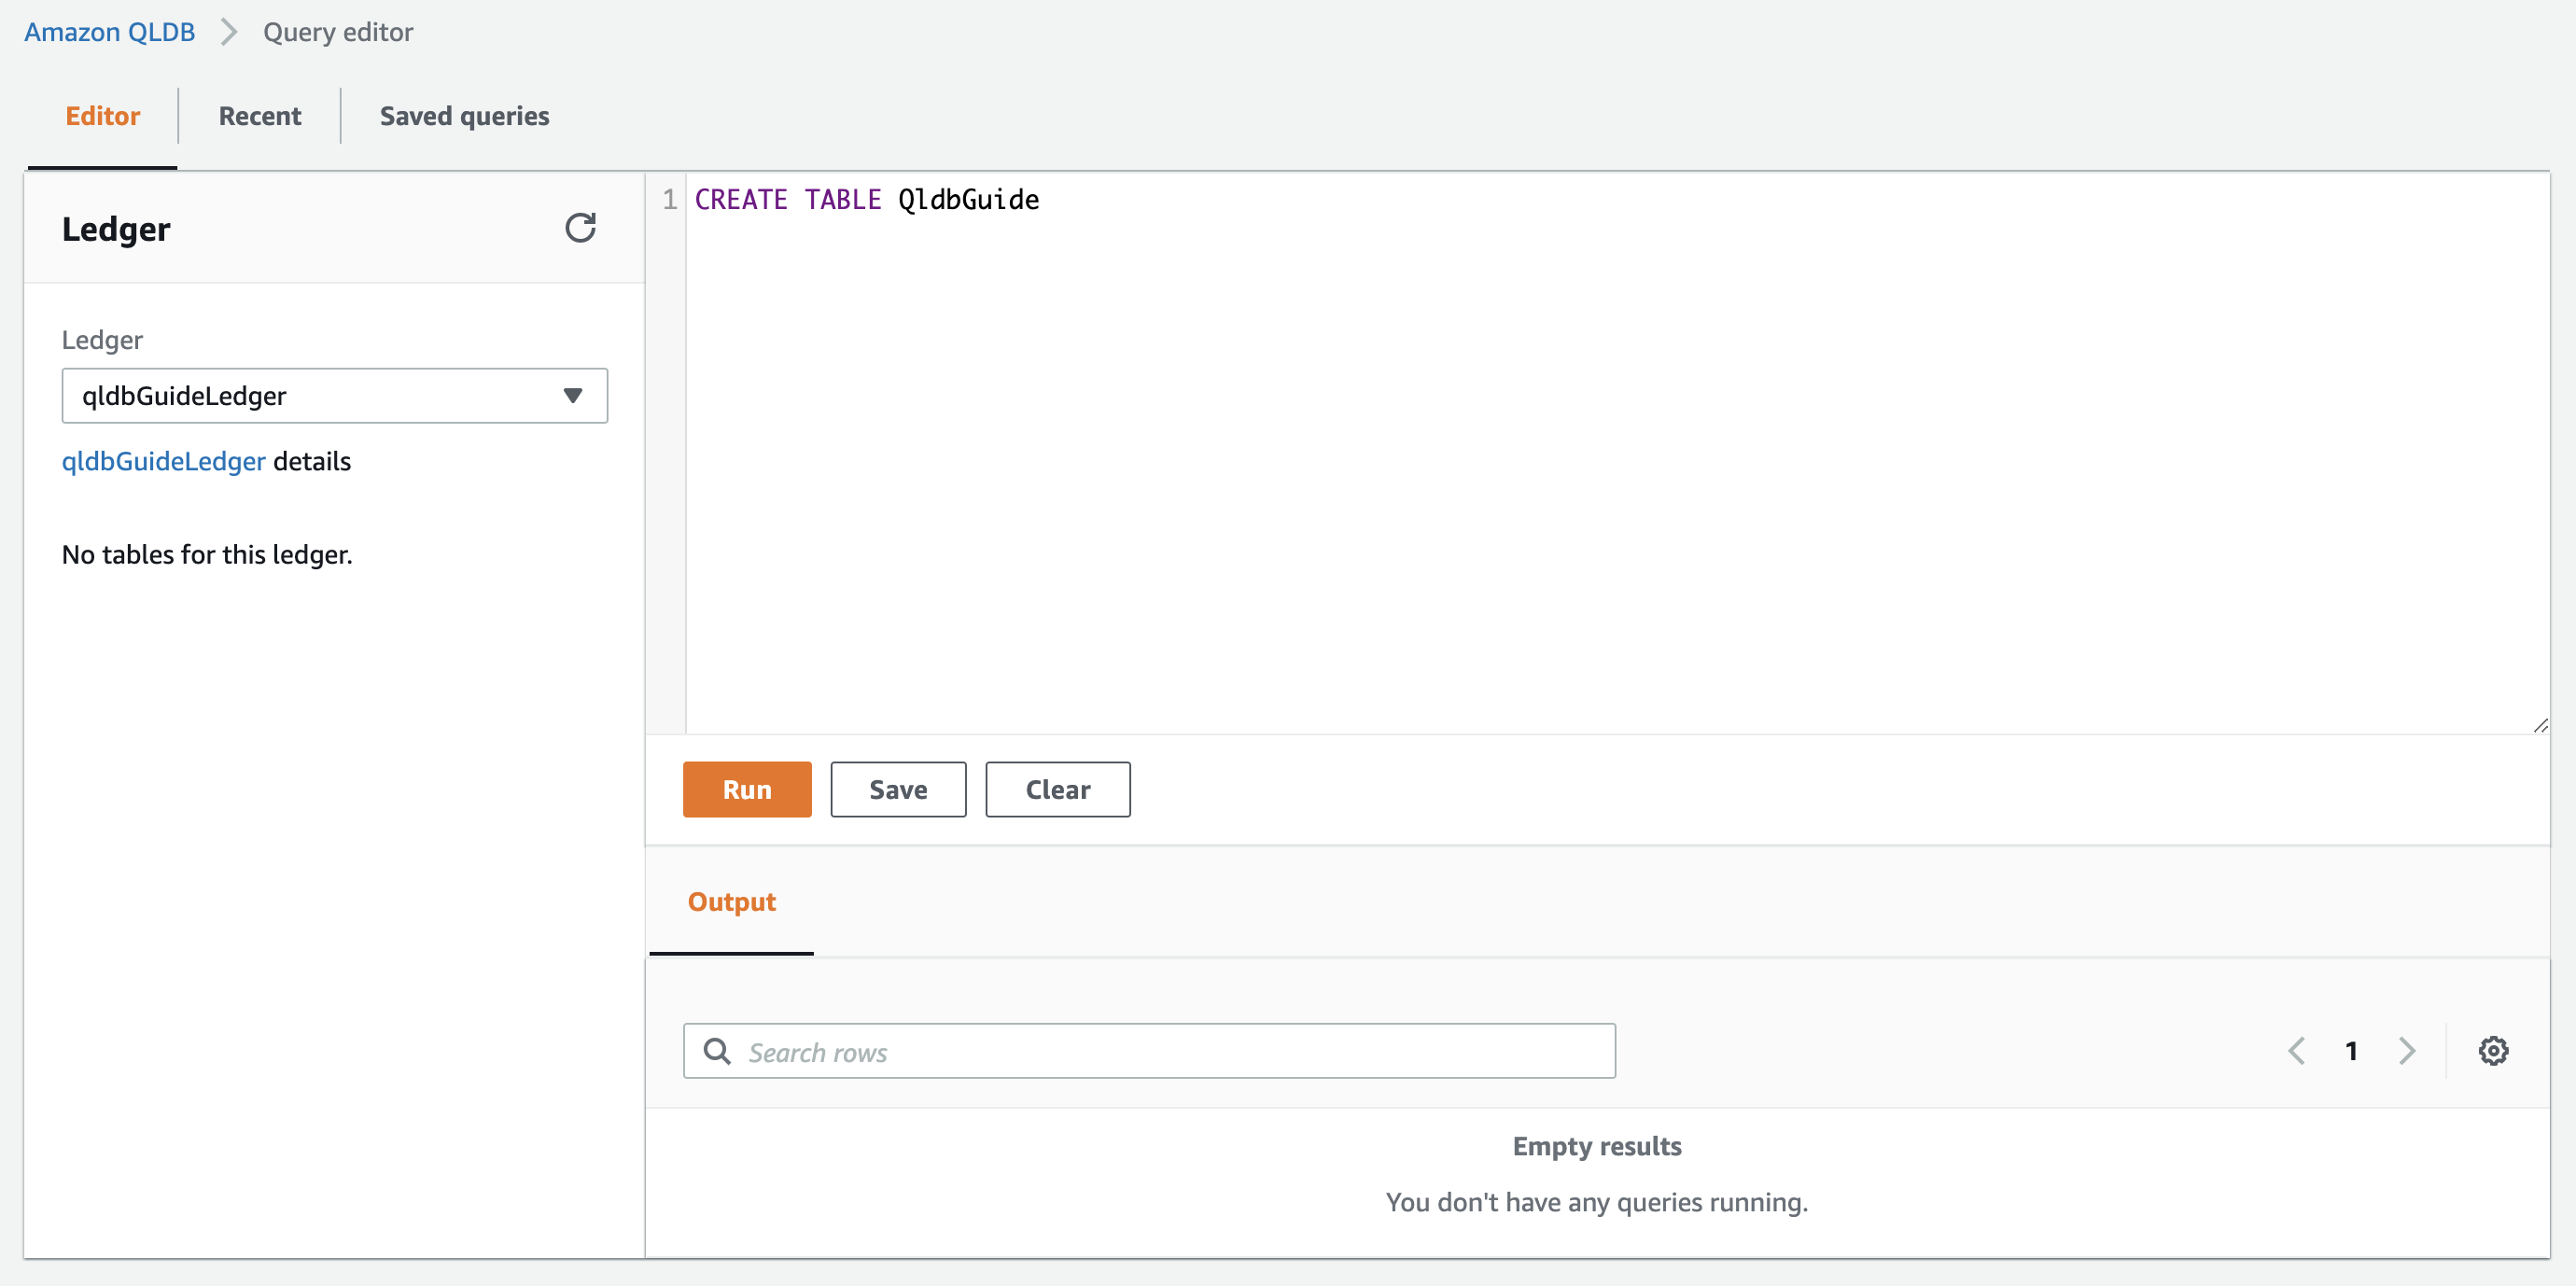 Amazon QLDB > Query editor
Editor Recent Saved queries
Ledger
Ledger
qldbGuideLedger
qldbGuideLedger details
No tables for this ledger.
1 CREATE TABLE QldbGuide
Run Save Clear
Output
Search rows
1
Empty results
You don't have any queries running.